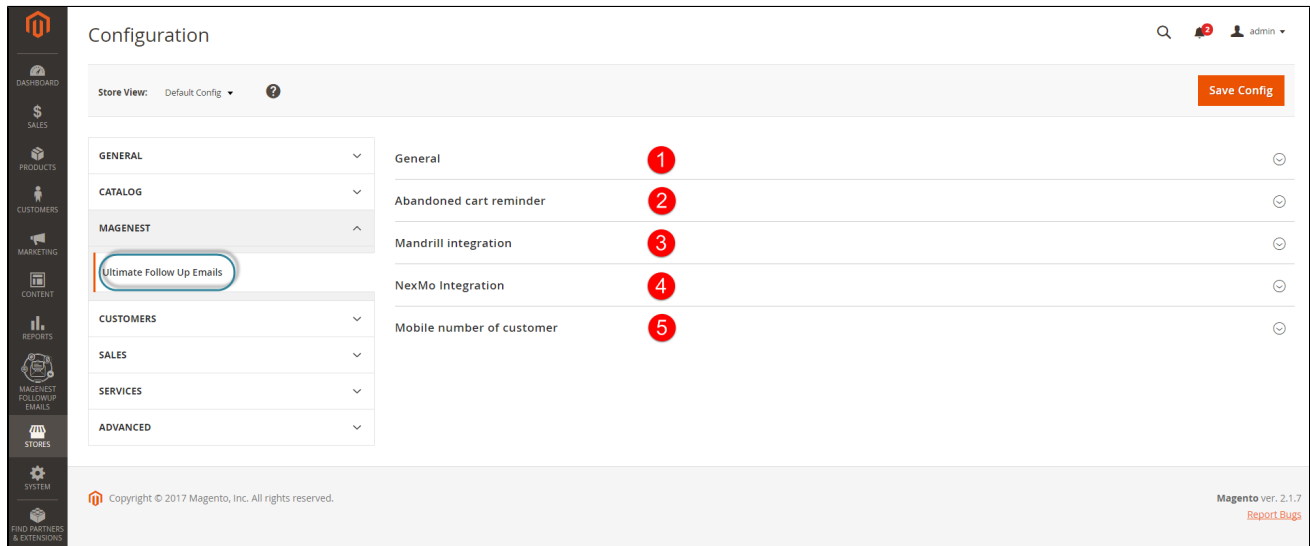 Configuration
2
admin
DASHBOARD
Store View: Default Config
?
Save Config
$
SALES
PRODUCTS
CUSTOMERS
MARKETING
CONTENT
REPORTS
MAGENEST
FOLLOWUP
EMAILS
STORES
SYSTEM
FIND PARTNERS
& EXTENSIONS
GENERAL
CATALOG
MAGENEST
Ultimate Follow Up Emails
CUSTOMERS
SALES
SERVICES
ADVANCED
General 1
Abandoned cart reminder 2
Mandrill integration 3
NexMo Integration 4
Mobile number of customer 5
Copyright © 2017 Magento, Inc. All rights reserved.
Magento ver. 2.1.7
Report Bugs